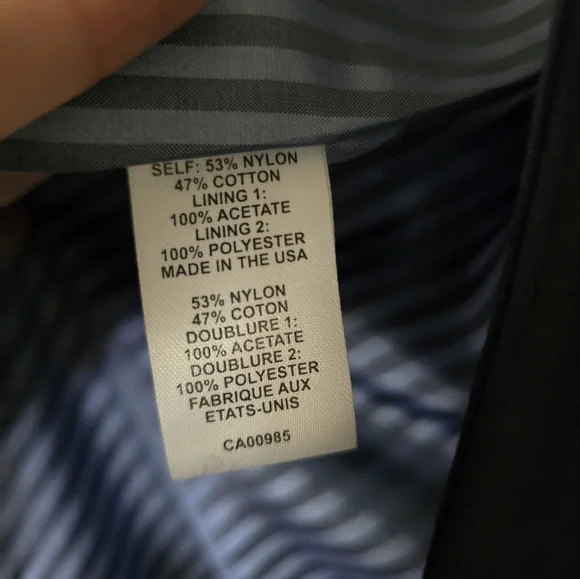 SELF: 53% NYLON
47% COTTON
LINING 1:
100% ACETATE
LINING 2:
100% POLYESTER
MADE IN THE USA
53% NYLON
47% COTON
DOUBLURE 1:
100% ACETATE
DOUBLURE 2:
100% POLYESTER
FABRIQUE AUX
ETATS-UNIS
CA00985